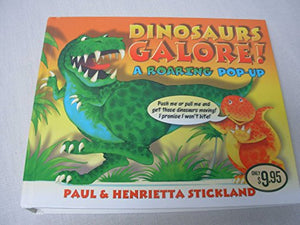 DINOSAURS
GALORE!
A ROARING POP-UP
Push me or pull me and
get those dinosaurs moving!
I promise I won't bite!
ONLY
$9.95
PAUL & HENRIETTA STICKLAND